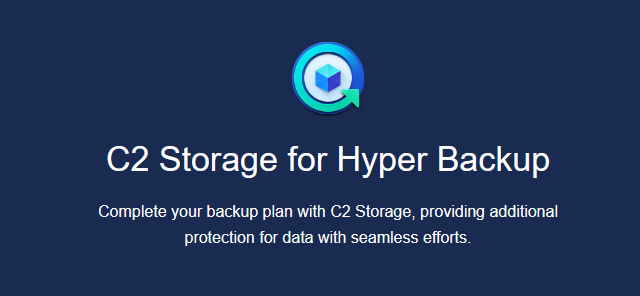 C2 Storage for Hyper Backup
Complete your backup plan with C2 Storage, providing additional
protection for data with seamless efforts.